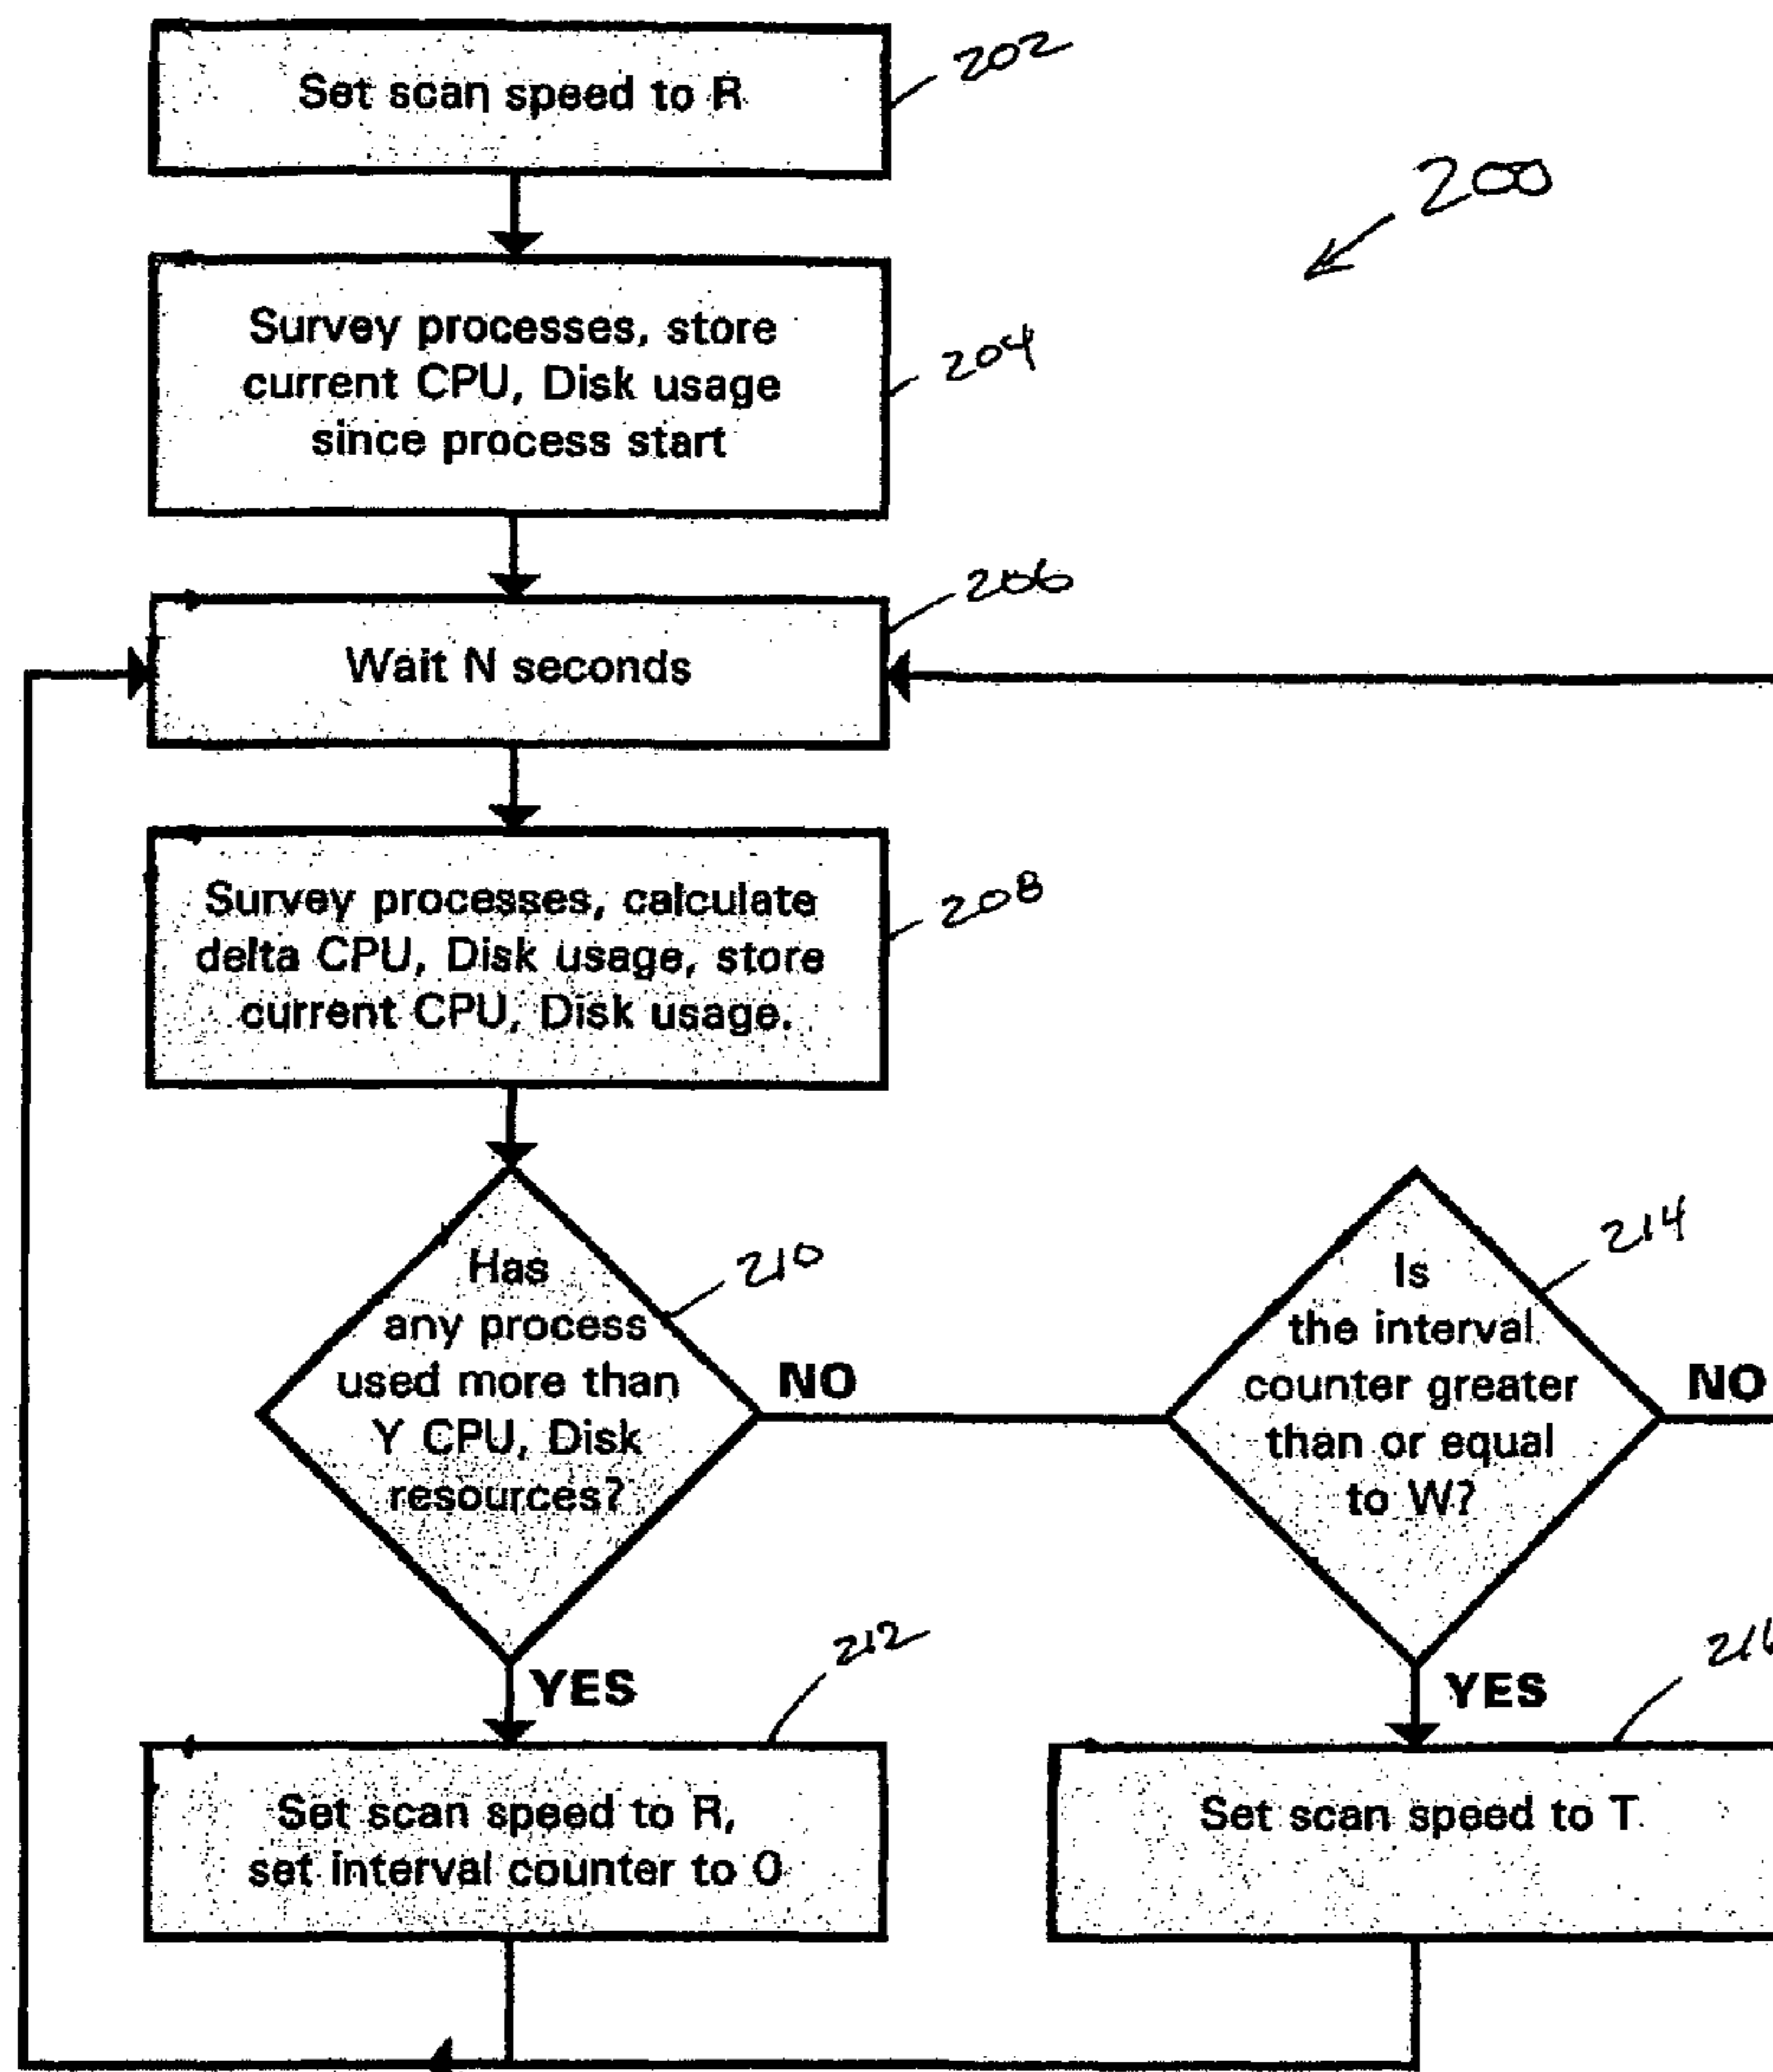 Set scan speed to R
202
200
Survey processes, store
current CPU, Disk usage
since process start
204
206
Wait N seconds
Survey processes, calculate
delta CPU, Disk usage, store
current CPU, Disk usage.
208
Has
any process
used more than
Y CPU, Disk
resources?
210
NO
Is
the interval
counter greater
than or equal
to W?
214
NO
YES
212
YES
Set scan speed to R,
set interval counter to 0
Set scan speed to T